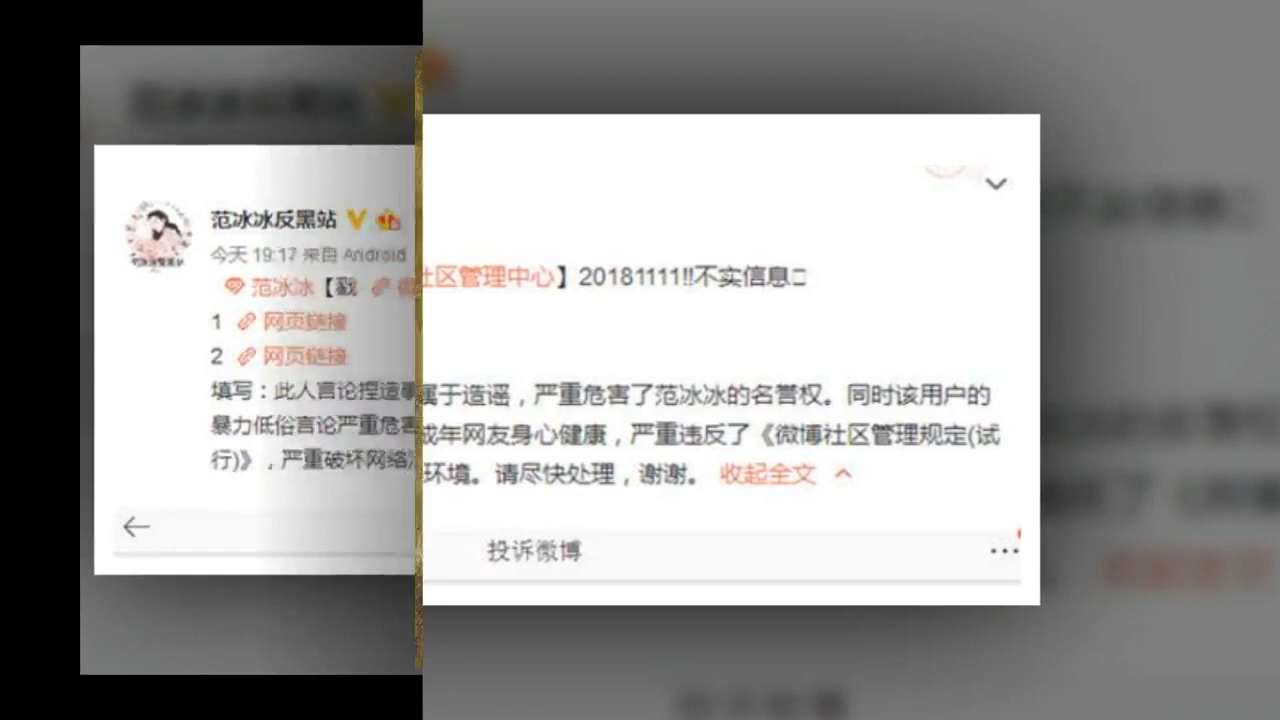 范冰冰反黑站
今天 19:17 来自 Android
范冰冰【戳
社区管理中心】20181111!!不实信息
1 网页链接
2 网页链接
填写：此人言论捏造事属于造谣，严重危害了范冰冰的名誉权。同时该用户的
暴力低俗言论严重危害成年网友身心健康，严重违反了《微博社区管理规定(试
行)》，严重破坏网络环境。请尽快处理，谢谢。 收起全文
投诉微博